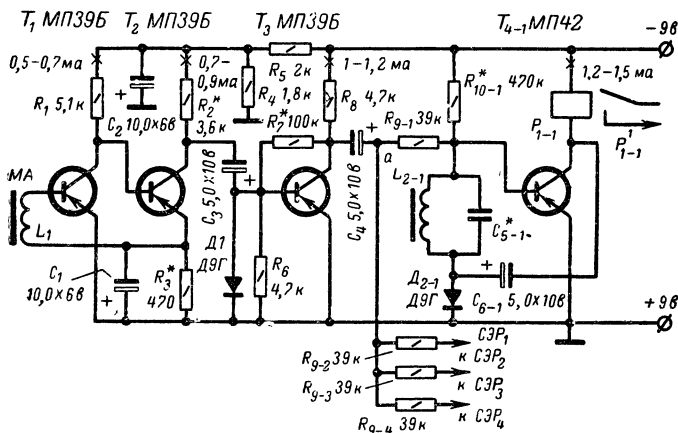 T₁ МП39Б
T₂ МП39Б
T₃ МП39Б
T₄₋₁ МП42
0,5-0,7ма
0,7-0,9ма
1-1,2 ма
1,2-1,5 ма
-9в
R₁ 5,1к
C₂ 10,0×6в
R₂* 3,6к
R₅ 2к
R₄ 1,8к
R₇* 100к
R₈ 4,7к
R₉₋₁ 39к
R*₁₀₋₁ 470к
P₁₋₁
P¹₁₋₁
МА
L₁
C₁ 10,0×6в
R₃* 470
C₃ 5,0×10в
Д1 Д9Г
R₆ 4,7к
C₄ 5,0×10в
а
L₂₋₁
C*₅₋₁
Д₂₋₁ Д9Г
C₆₋₁ 5,0×10в
+9в
R₉₋₂ 39к
R₉₋₃ 39к
R₉₋₄ 39к
СЭР₁
к СЭР₂
к СЭР₃
к СЭР₄